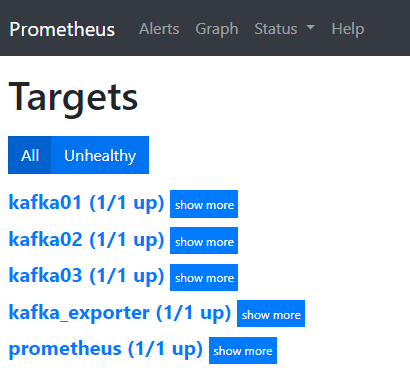 Prometheus Alerts Graph Status Help
Targets
All Unhealthy
kafka01 (1/1 up) show more
kafka02 (1/1 up) show more
kafka03 (1/1 up) show more
kafka_exporter (1/1 up) show more
prometheus (1/1 up) show more